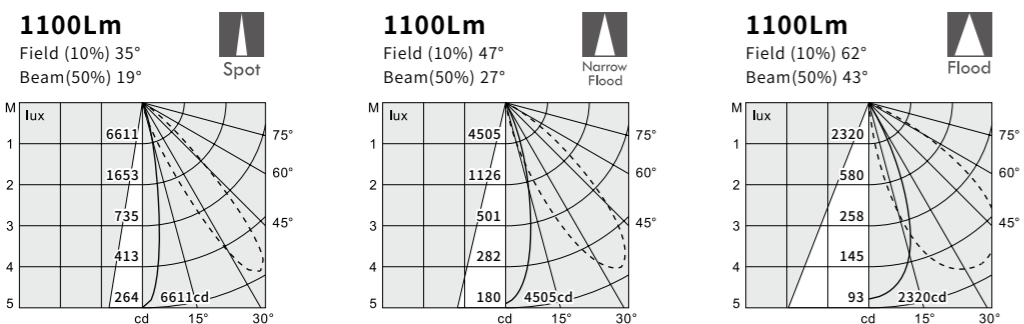 1100Lm
Field (10%) 35°
Beam(50%) 19°
Spot
M
lux
6611
1
1653
2
735
3
413
4
264
5
6611cd
75°
60°
45°
cd
15°
30°
1100Lm
Field (10%) 47°
Beam(50%) 27°
Narrow
Flood
M
lux
4505
1
1126
2
501
3
282
4
180
5
4505cd
75°
60°
45°
cd
15°
30°
1100Lm
Field (10%) 62°
Beam(50%) 43°
Flood
M
lux
2320
1
580
2
258
3
145
4
93
5
2320cd
75°
60°
45°
cd
15°
30°